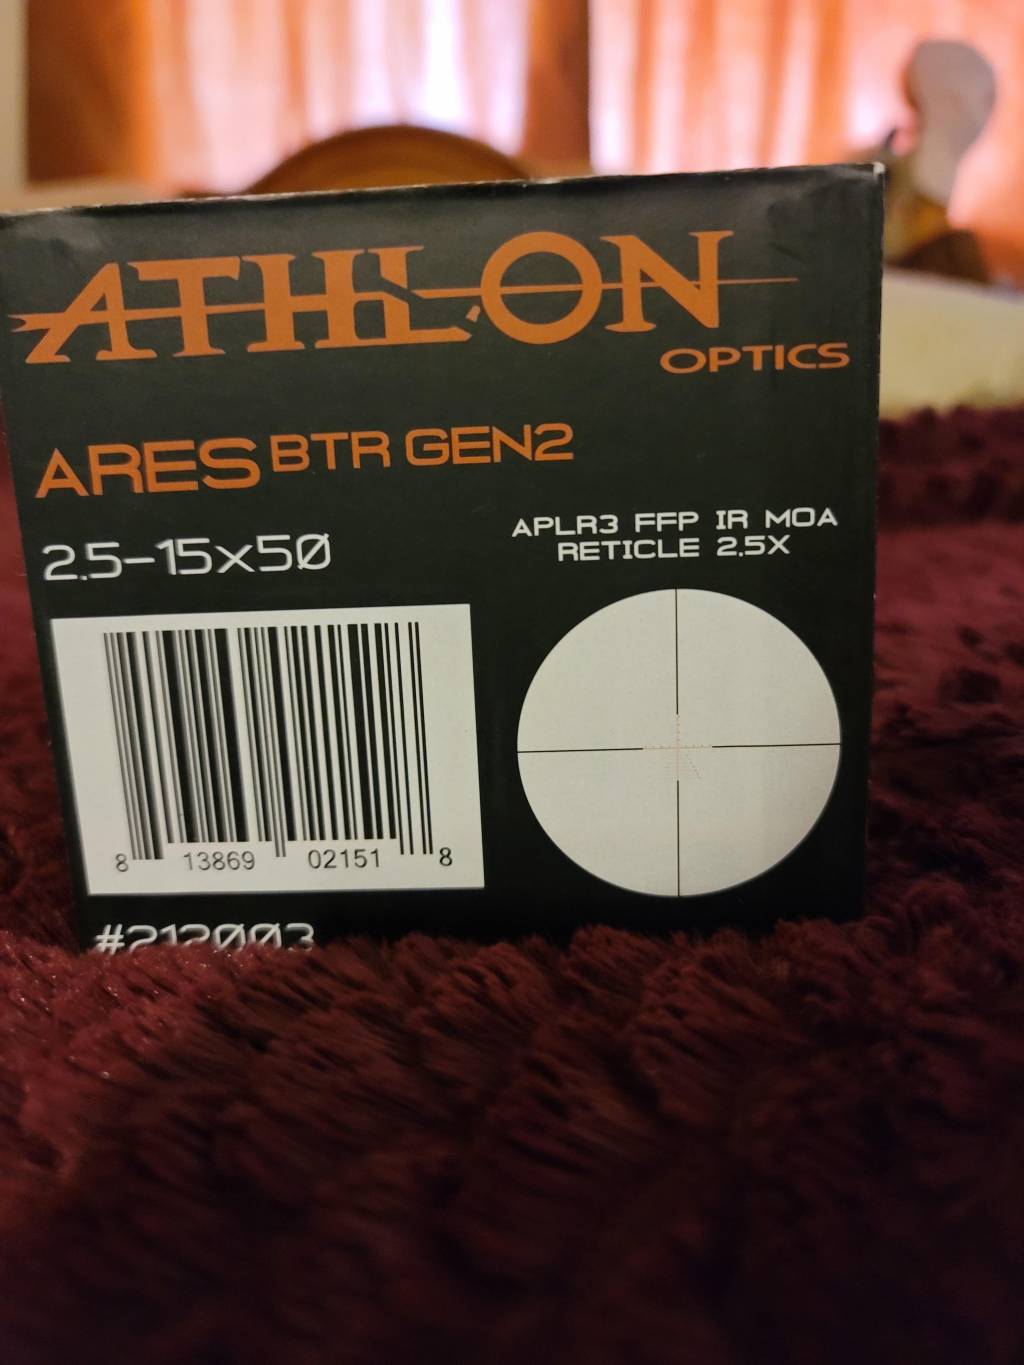 ATHLON
OPTICS
ARES BTR GEN2
2.5-15x50
APLR3 FFP IR MOA
RETICLE 2.5X
8 13869 02151 8
#212003